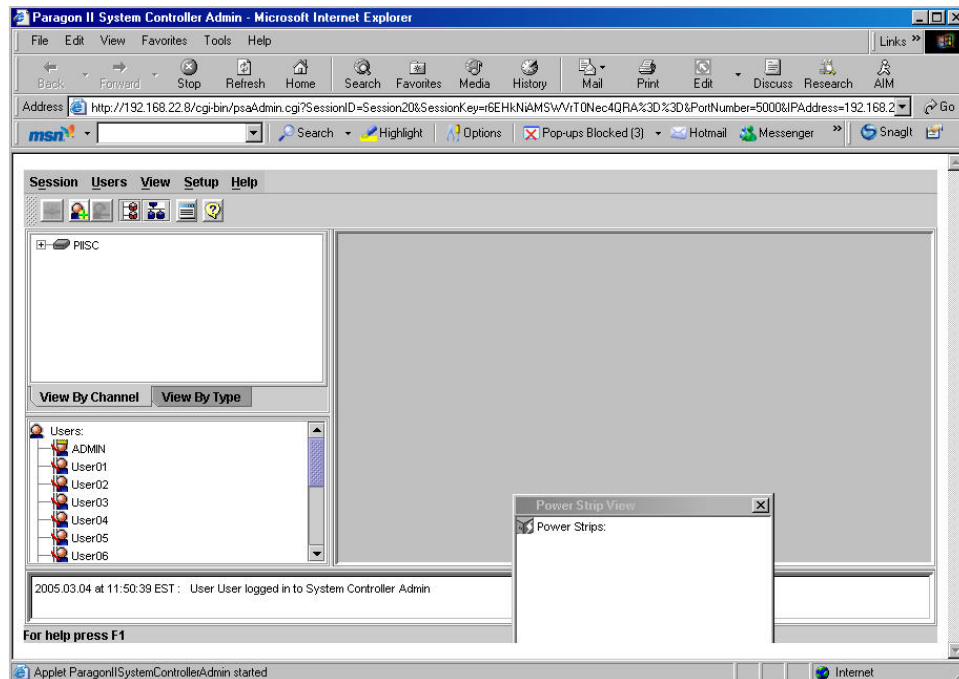 Paragon II System Controller Admin - Microsoft Internet Explorer
File Edit View Favorites Tools Help
Links »
Back Forward Stop Refresh Home Search Favorites Media History Mail Print Edit Discuss Research AIM
Address http://192.168.22.8/cgi-bin/psaAdmin.cgi?SessionID=Session20&SessionKey=r6EHkNiAMSWVrT0Nec4QRA%3D%3D&PortNumber=5000&IPAddress=192.168.2 Go
msn Search Highlight Options Pop-ups Blocked (3) Hotmail Messenger » SnagIt
Session Users View Setup Help
PIISC
View By Channel View By Type
Users:
ADMIN
User01
User02
User03
User04
User05
User06
Power Strip View
Power Strips:
2005.03.04 at 11:50:39 EST : User User logged in to System Controller Admin
For help press F1
Applet ParagonIISystemControllerAdmin started
Internet